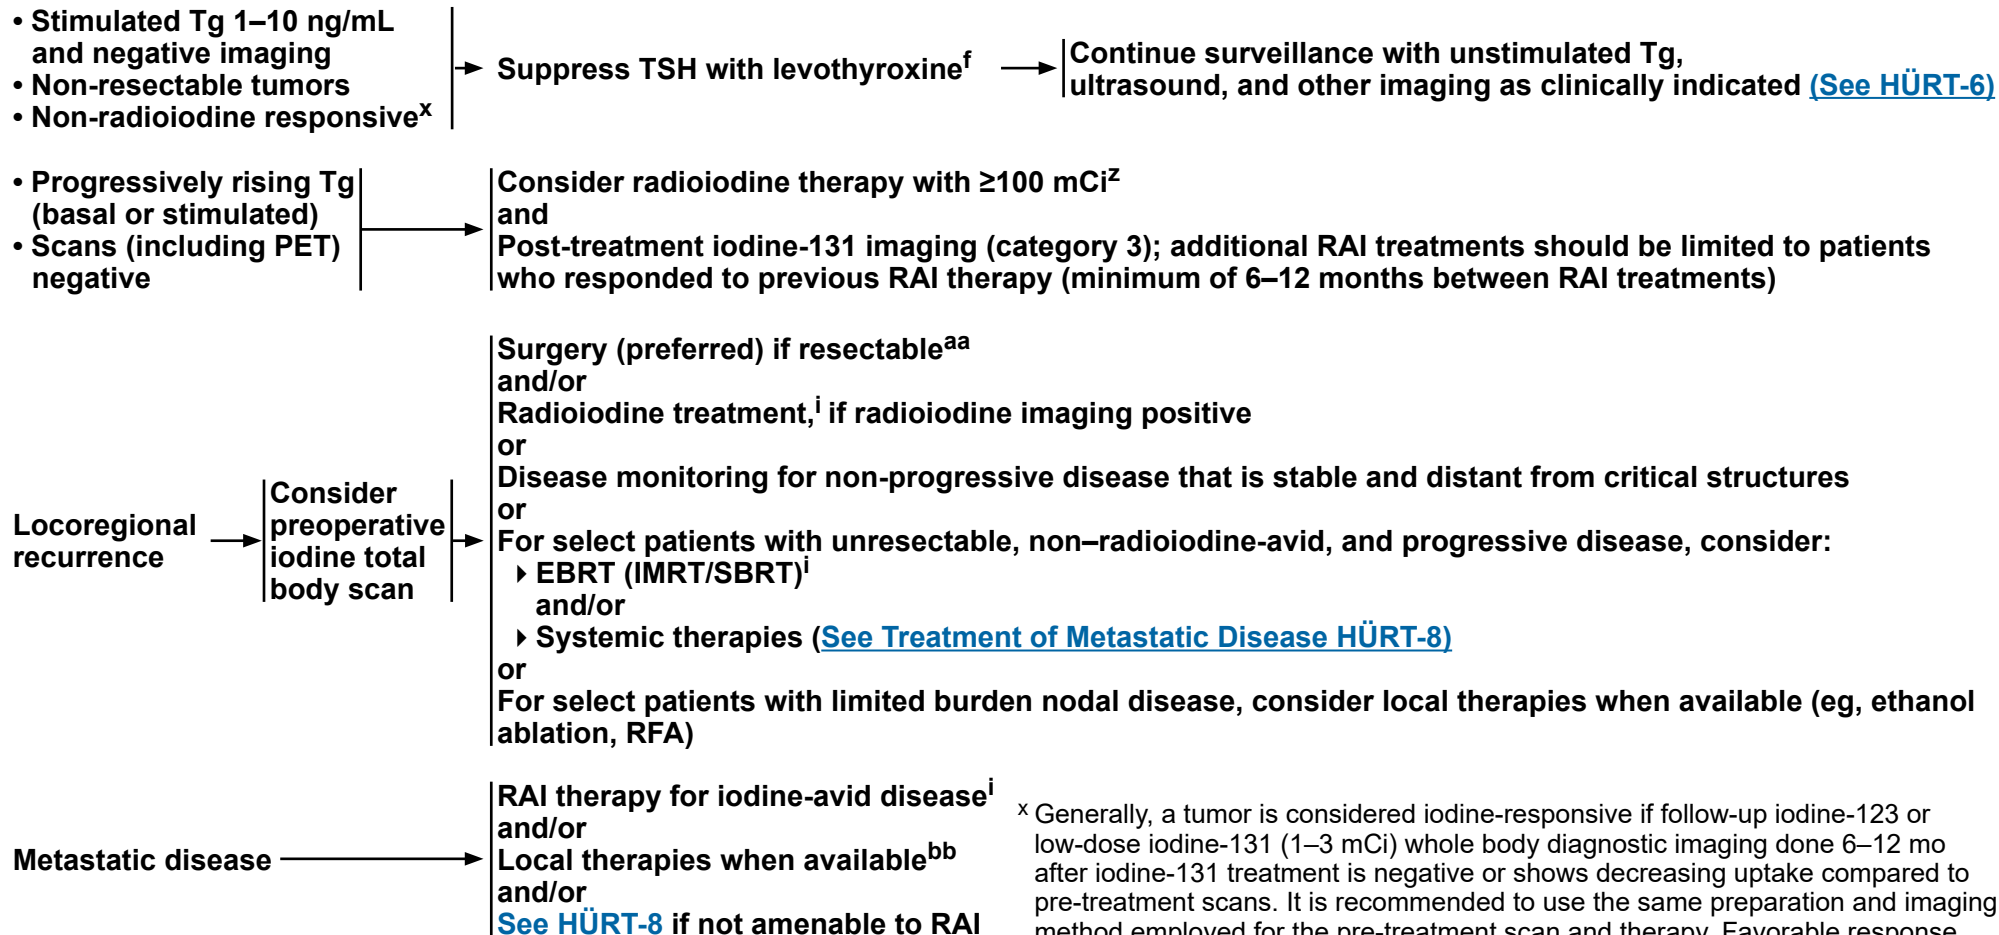 • Stimulated Tg 1–10 ng/mL
and negative imaging
• Non-resectable tumors
• Non-radioiodine responsiveˣ
Suppress TSH with levothyroxineᶠ
Continue surveillance with unstimulated Tg,
ultrasound, and other imaging as clinically indicated (See HÜRT-6)
• Progressively rising Tg
(basal or stimulated)
• Scans (including PET)
negative
Consider radioiodine therapy with ≥100 mCiᶻ
and
Post-treatment iodine-131 imaging (category 3); additional RAI treatments should be limited to patients
who responded to previous RAI therapy (minimum of 6–12 months between RAI treatments)
Locoregional
recurrence
Consider
preoperative
iodine total
body scan
Surgery (preferred) if resectableᵃᵃ
and/or
Radioiodine treatment,ⁱ if radioiodine imaging positive
or
Disease monitoring for non-progressive disease that is stable and distant from critical structures
or
For select patients with unresectable, non–radioiodine-avid, and progressive disease, consider:
EBRT (IMRT/SBRT)ⁱ
and/or
Systemic therapies (See Treatment of Metastatic Disease HÜRT-8)
or
For select patients with limited burden nodal disease, consider local therapies when available (eg, ethanol
ablation, RFA)
Metastatic disease
RAI therapy for iodine-avid diseaseⁱ
and/or
Local therapies when availableᵇᵇ
and/or
See HÜRT-8 if not amenable to RAI
ˣ Generally, a tumor is considered iodine-responsive if follow-up iodine-123 or
low-dose iodine-131 (1–3 mCi) whole body diagnostic imaging done 6–12 mo
after iodine-131 treatment is negative or shows decreasing uptake compared to
pre-treatment scans. It is recommended to use the same preparation and imaging
method employed for the pre-treatment scan and therapy. Favorable response